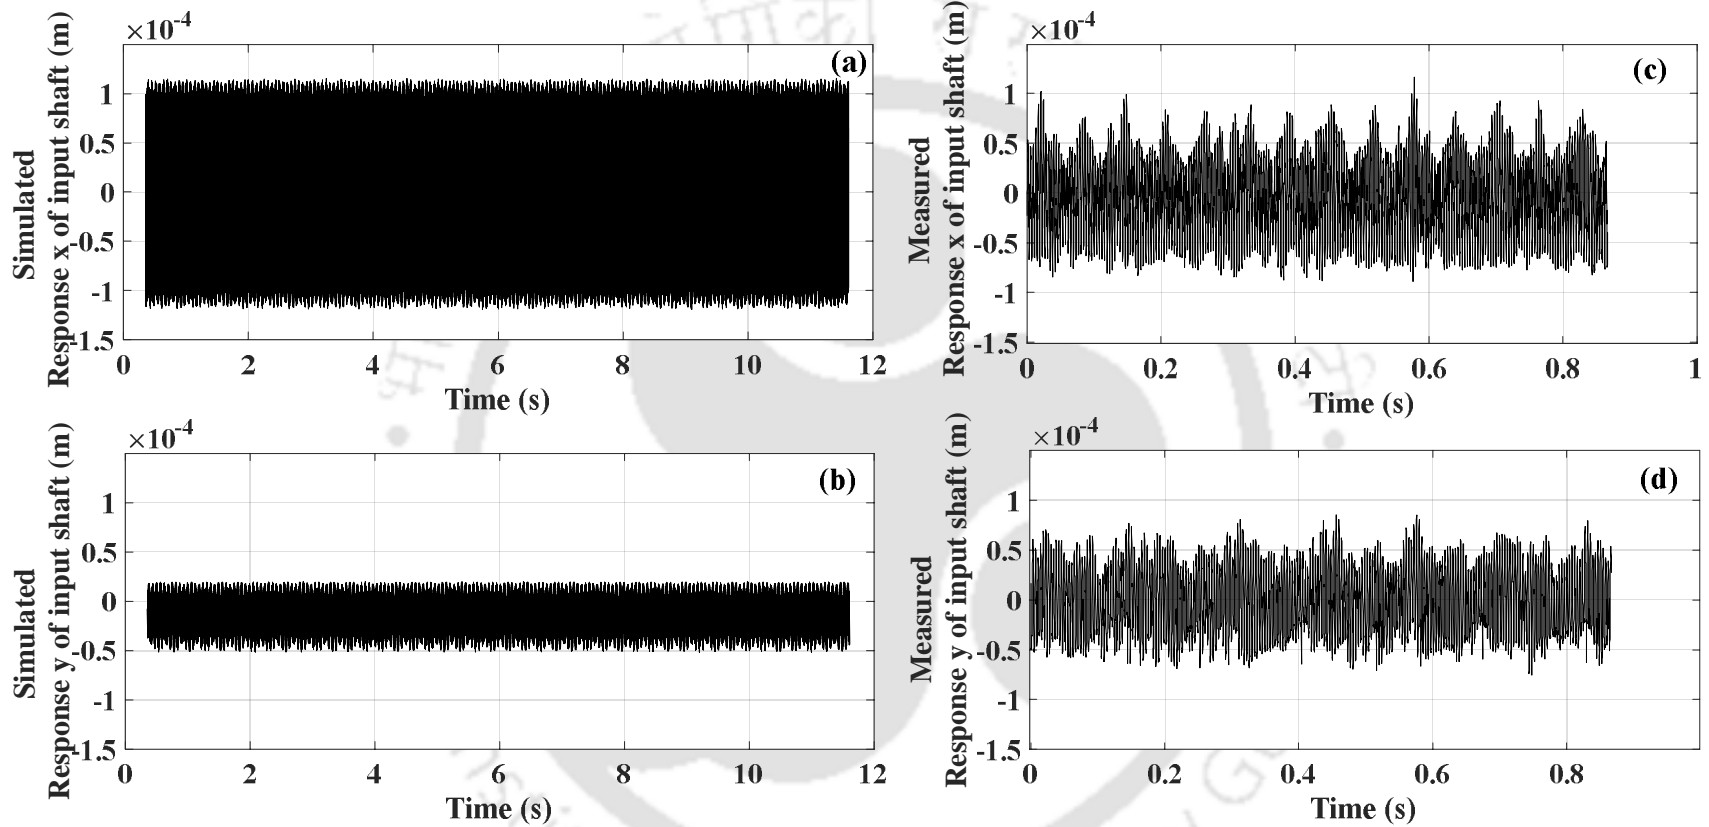 ×10-4
(a)
1
0.5
0
-0.5
-1
-1.5
Simulated
Response x of input shaft (m)
0 2 4 6 8 10 12
Time (s)
×10-4
(c)
1
0.5
0
-0.5
-1
-1.5
Measured
Response x of input shaft (m)
0 0.2 0.4 0.6 0.8 1
Time (s)
×10-4
(b)
1
0.5
0
-0.5
-1
-1.5
Simulated
Response y of input shaft (m)
0 2 4 6 8 10 12
Time (s)
×10-4
(d)
1
0.5
0
-0.5
-1
-1.5
Measured
Response y of input shaft (m)
0 0.2 0.4 0.6 0.8
Time (s)